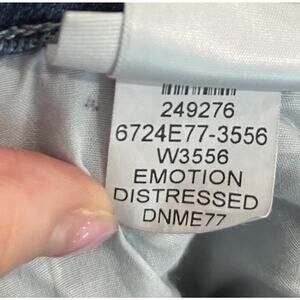 249276
6724E77-3556
W3556
EMOTION
DISTRESSED
DNME77